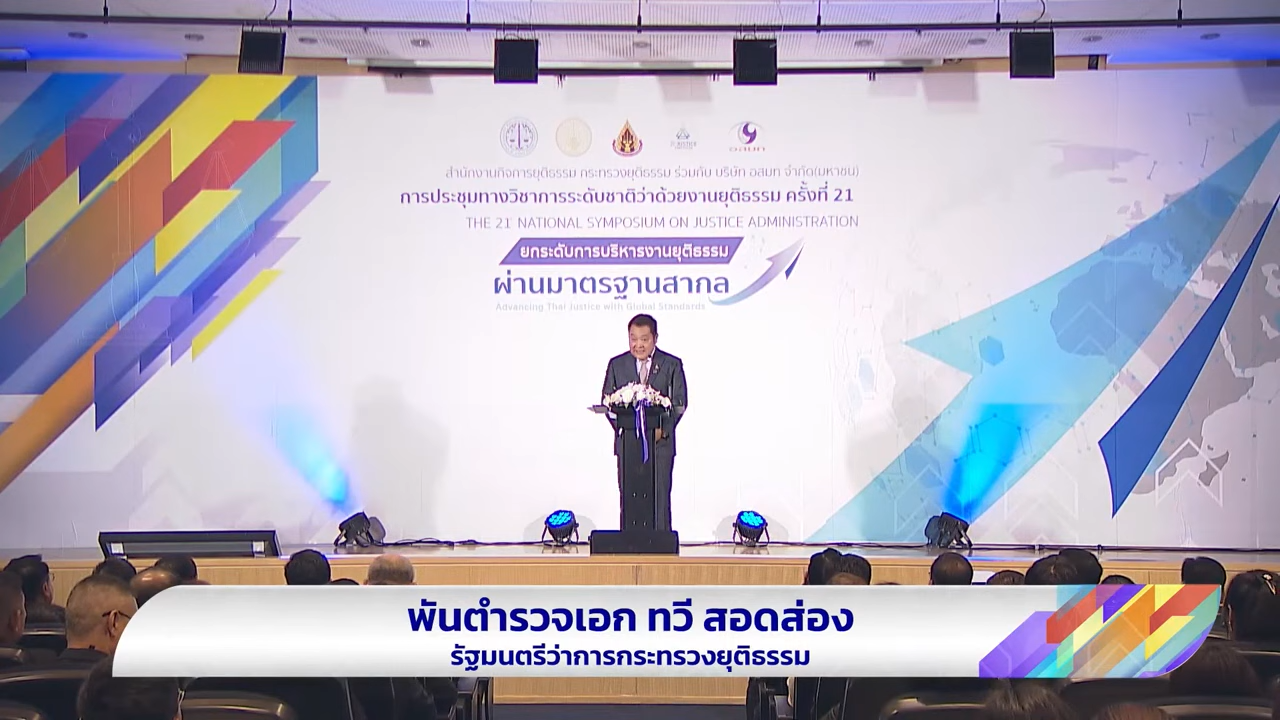 อสมท
สำนักงานกิจการยุติธรรม กระทรวงยุติธรรม ร่วมกับ บริษัท อสมท จำกัด(มหาชน)
การประชุมทางวิชาการระดับชาติว่าด้วยงานยุติธรรม ครั้งที่ 21
THE 21 NATIONAL SYMPOSIUM ON JUSTICE ADMINISTRATION
ยกระดับการบริหารงานยุติธรรม
ผ่านมาตรฐานสากล
Advancing Thai Justice with Global Standards
พันตำรวจเอก ทวี สอดส่อง
รัฐมนตรีว่าการกระทรวงยุติธรรม